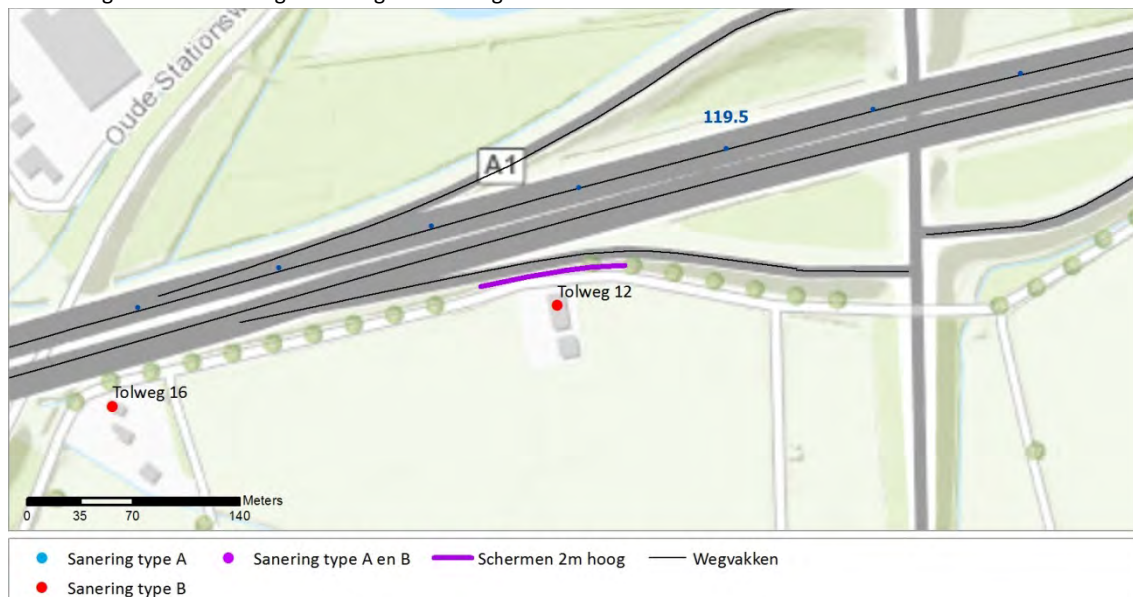 Oude Stationsw
119.5
A1
Tolweg 12
Tolweg 16
Meters
0 35 70 140
Sanering type A
Sanering type A en B
Schermen 2m hoog
Wegvakken
Sanering type B